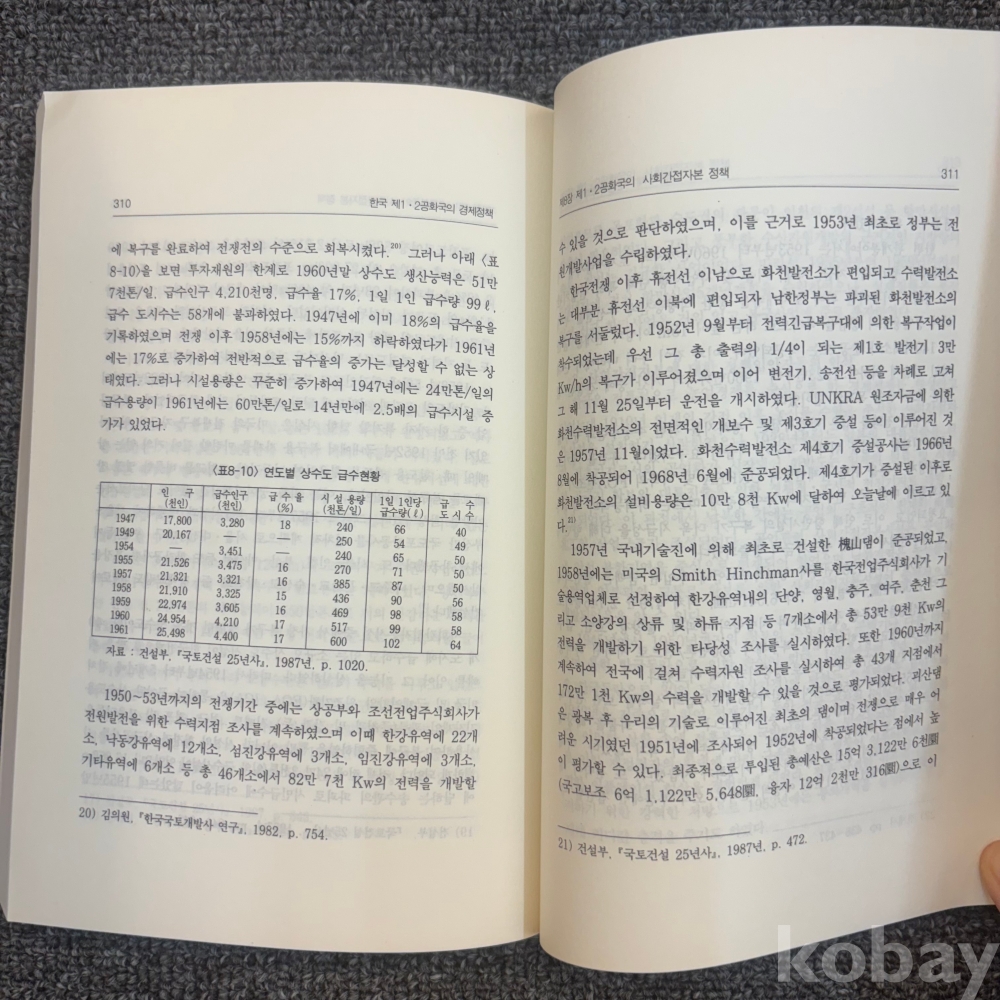 310 한국 제1·2공화국의 경제정책
에 복구를 완료하여 전쟁전의 수준으로 회복시켰다.20) 그러나 아래 〈표
8-10〉을 보면 투자재원의 한계로 1960년말 상수도 생산능력은 51만
7천톤/일, 급수인구 4,210천명, 급수율 17%, 1일 1인 급수량 99ℓ,
급수 도시수는 58개에 불과하였다. 1947년에 이미 18%의 급수율을
기록하였으며 전쟁 이후 1958년에는 15%까지 하락하였다가 1961년
에는 17%로 증가하여 전반적으로 급수율의 증가는 달성할 수 없는 상
태였다. 그러나 시설용량은 꾸준히 증가하여 1947년에는 24만톤/일의
급수용량이 1961년에는 60만톤/일로 14년만에 2.5배의 급수시설 증
가가 있었다.
〈표8-10〉 연도별 상수도 급수현황
인 구 급수인구 급 수 율 시 설 용량 1일 1인당 급 수
(천인) (천인) (%) (천톤/일) 급수량(ℓ) 도 시 수
1947 17,800 3,280 18 240 66 40
1949 20,167 — — 250 54 49
1954 — 3,451 — 240 65 50
1955 21,526 3,475 16 270 71 50
1957 21,321 3,321 16 385 87 50
1958 21,910 3,325 15 436 90 56
1959 22,974 3,605 16 469 98 58
1960 24,954 4,210 17 517 99 58
1961 25,498 4,400 17 600 102 64
자료 : 건설부, 『국토건설 25년사』, 1987년, p. 1020.
1950~53년까지의 전쟁기간 중에는 상공부와 조선전업주식회사가
전원발전을 위한 수력지점 조사를 계속하였으며 이때 한강유역에 22개
소, 낙동강유역에 12개소, 섬진강유역에 3개소, 임진강유역에 3개소,
기타유역에 6개소 등 총 46개소에서 82만 7천 Kw의 전력을 개발할
20) 김의원, 『한국국토개발사 연구』, 1982, p. 754.
제8장 제1·2공화국의 사회간접자본 정책 311
수 있을 것으로 판단하였으며, 이를 근거로 1953년 최초로 정부는 전
원개발사업을 수립하였다.
한국전쟁 이후 휴전선 이남으로 화천발전소가 편입되고 수력발전소
는 대부분 휴전선 이북에 편입되자 남한정부는 파괴된 화천발전소의
복구를 서둘렀다. 1952년 9월부터 전력긴급복구대에 의한 복구작업이
착수되었는데 우선 그 총 출력의 1/4이 되는 제1호 발전기 3만
Kw/h의 복구가 이루어졌으며 이어 변전기, 송전선 등을 차례로 고쳐
그 해 11월 25일부터 운전을 개시하였다. UNKRA 원조자금에 의한
화천수력발전소의 전면적인 개보수 및 제3호기 증설 등이 이루어진 것
은 1957년 11월이었다. 화천수력발전소 제4호기 증설공사는 1966년
8월에 착공되어 1968년 6월에 준공되었다. 제4호기가 증설된 이후로
화천발전소의 설비용량은 10만 8천 Kw에 달하여 오늘날에 이르고 있
다.21)
1957년 국내기술진에 의해 최초로 건설한 槐山댐이 준공되었고,
1958년에는 미국의 Smith Hinchman사를 한국전업주식회사가 기
술용역업체로 선정하여 한강유역내의 단양, 영월, 충주, 여주, 춘천 그
리고 소양강의 상류 및 하류 지점 등 7개소에서 총 53만 9천 Kw의
전력을 개발하기 위한 타당성 조사를 실시하였다. 또한 1960년까지
계속하여 전국에 걸쳐 수력자원 조사를 실시하여 총 43개 지점에서
172만 1천 Kw의 수력을 개발할 수 있을 것으로 평가되었다. 괴산댐
은 광복 후 우리의 기술로 이루어진 최초의 댐이며 전쟁으로 매우 어
려운 시기였던 1951년에 조사되어 1952년에 착공되었다는 점에서 높
이 평가할 수 있다. 최종적으로 투입된 총예산은 15억 3,122만 6천圜
(국고보조 6억 1,122만 5,648圜, 융자 12억 2천만 316圜)으로 이
21) 건설부, 『국토건설 25년사』, 1987년, p. 472.
kobay